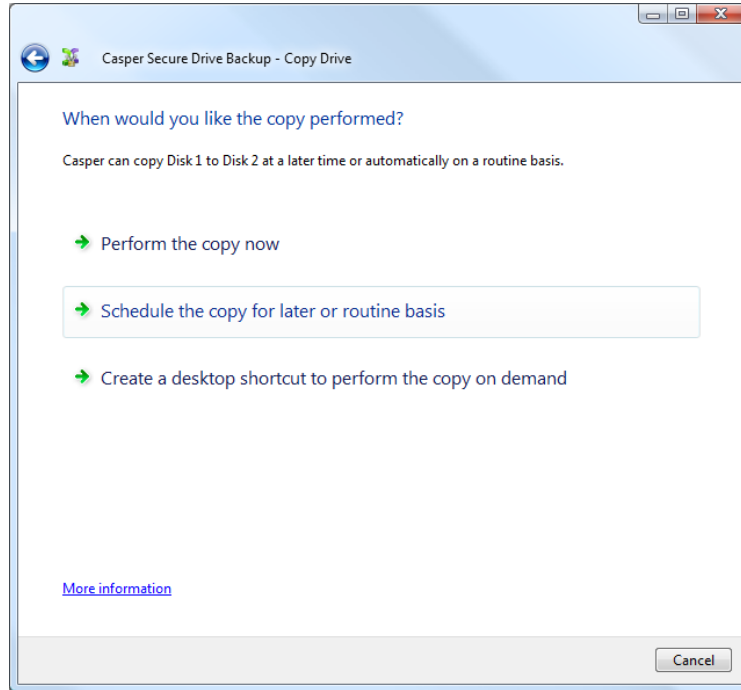 Casper Secure Drive Backup - Copy Drive
When would you like the copy performed?
Casper can copy Disk 1 to Disk 2 at a later time or automatically on a routine basis.
Perform the copy now
Schedule the copy for later or routine basis
Create a desktop shortcut to perform the copy on demand
More information
Cancel